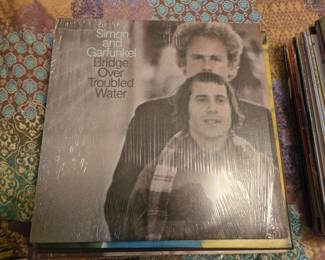 Simon
and
Garfunkel
Bridge
Over
Troubled
Water